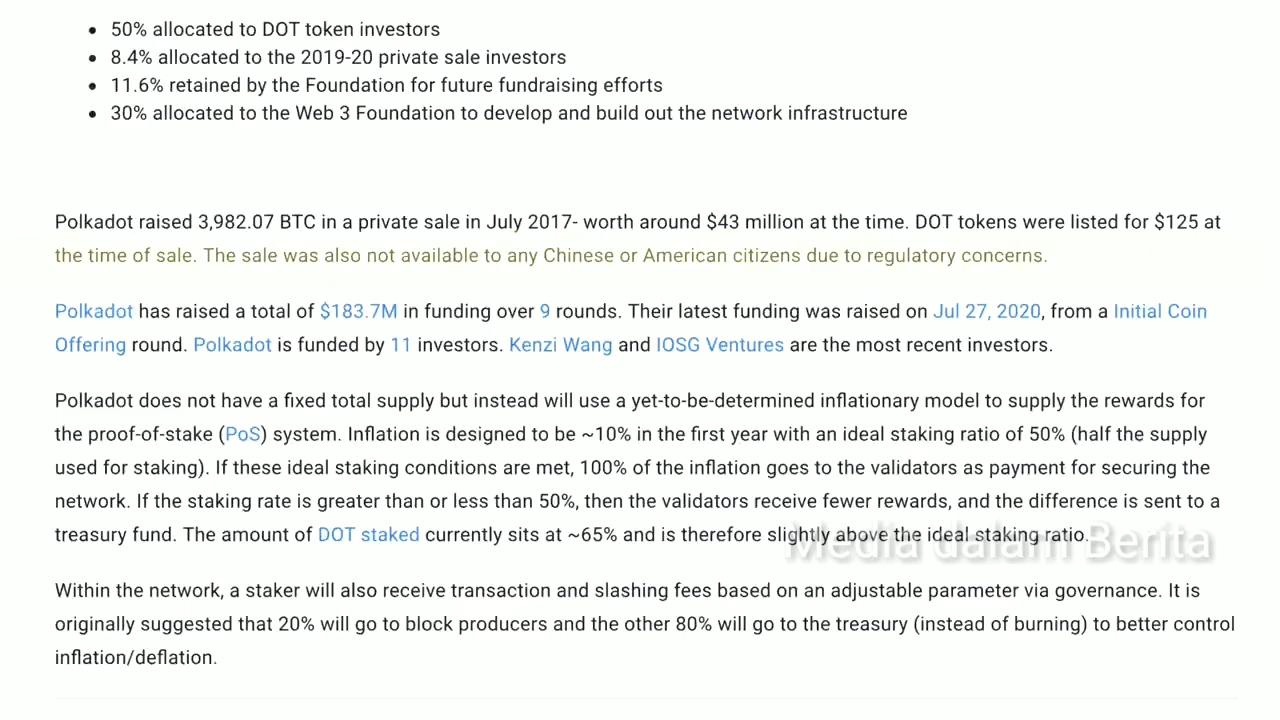 50% allocated to DOT token investors
8.4% allocated to the 2019-20 private sale investors
11.6% retained by the Foundation for future fundraising efforts
30% allocated to the Web 3 Foundation to develop and build out the network infrastructure
Polkadot raised 3,982.07 BTC in a private sale in July 2017- worth around $43 million at the time. DOT tokens were listed for $125 at
the time of sale. The sale was also not available to any Chinese or American citizens due to regulatory concerns.
Polkadot has raised a total of $183.7M in funding over 9 rounds. Their latest funding was raised on Jul 27, 2020, from a Initial Coin
Offering round. Polkadot is funded by 11 investors. Kenzi Wang and IOSG Ventures are the most recent investors.
Polkadot does not have a fixed total supply but instead will use a yet-to-be-determined inflationary model to supply the rewards for
the proof-of-stake (PoS) system. Inflation is designed to be ~10% in the first year with an ideal staking ratio of 50% (half the supply
used for staking). If these ideal staking conditions are met, 100% of the inflation goes to the validators as payment for securing the
network. If the staking rate is greater than or less than 50%, then the validators receive fewer rewards, and the difference is sent to a
treasury fund. The amount of DOT staked currently sits at ~65% and is therefore slightly above the ideal staking ratio.
Media dalam Berita
Within the network, a staker will also receive transaction and slashing fees based on an adjustable parameter via governance. It is
originally suggested that 20% will go to block producers and the other 80% will go to the treasury (instead of burning) to better control
inflation/deflation.